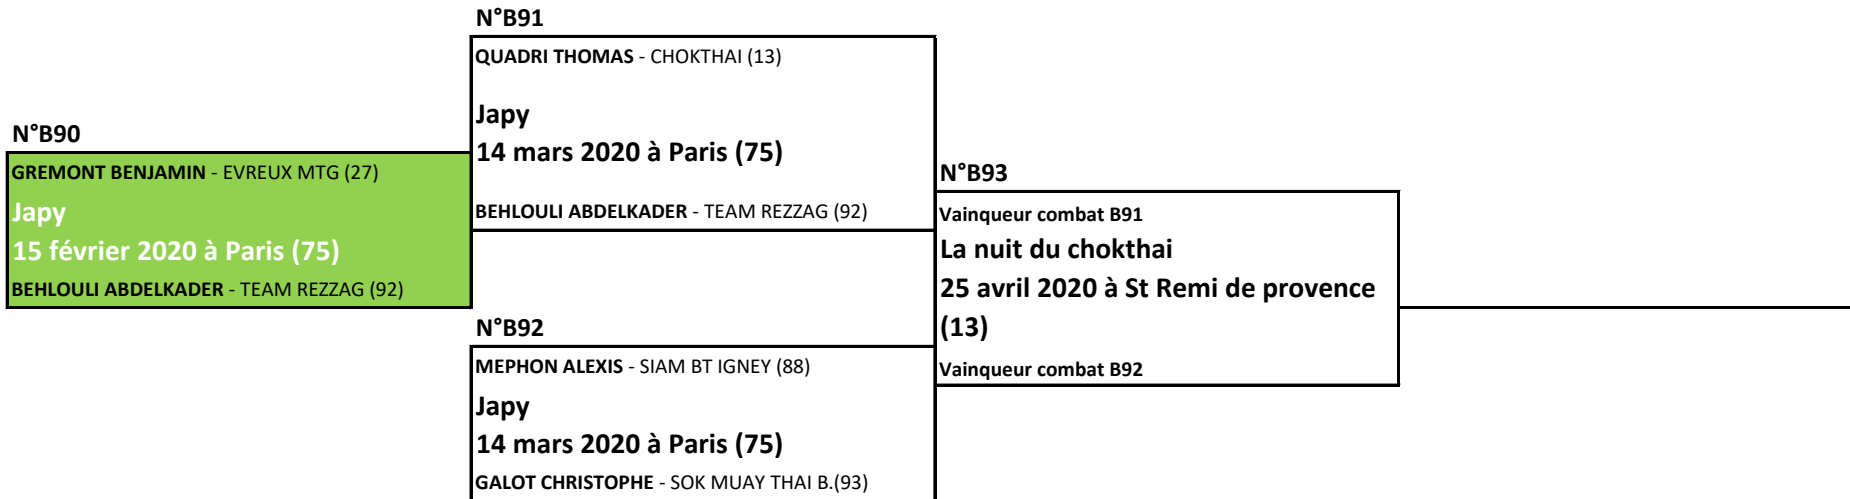 N°B91
QUADRI THOMAS - CHOKTHAI (13)
Japy
14 mars 2020 à Paris (75)
BEHLOULI ABDELKADER - TEAM REZZAG (92)
N°B90
GREMONT BENJAMIN - EVREUX MTG (27)
Japy
15 février 2020 à Paris (75)
BEHLOULI ABDELKADER - TEAM REZZAG (92)
N°B93
Vainqueur combat B91
La nuit du chokthai
25 avril 2020 à St Remi de provence
(13)
Vainqueur combat B92
N°B92
MEPHON ALEXIS - SIAM BT IGNEY (88)
Japy
14 mars 2020 à Paris (75)
GALOT CHRISTOPHE - SOK MUAY THAI B.(93)